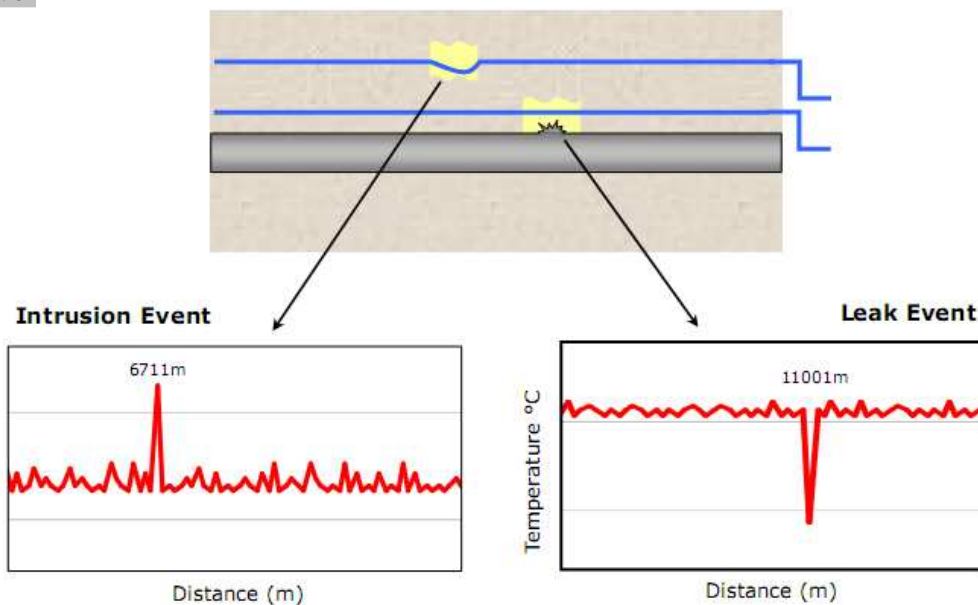 Intrusion Event
Leak Event
6711m
11001m
Temperature °C
Distance (m)
Distance (m)